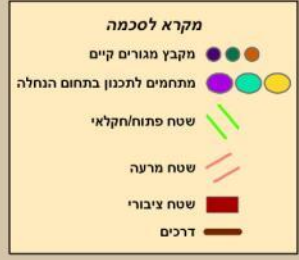 מקרא לסכמה
מקבץ מגורים קיים
מתחמים לתכנון בתחום הנחלה
שטח פתוח/חקלאי
שטח מרעה
שטח ציבורי
דרכים